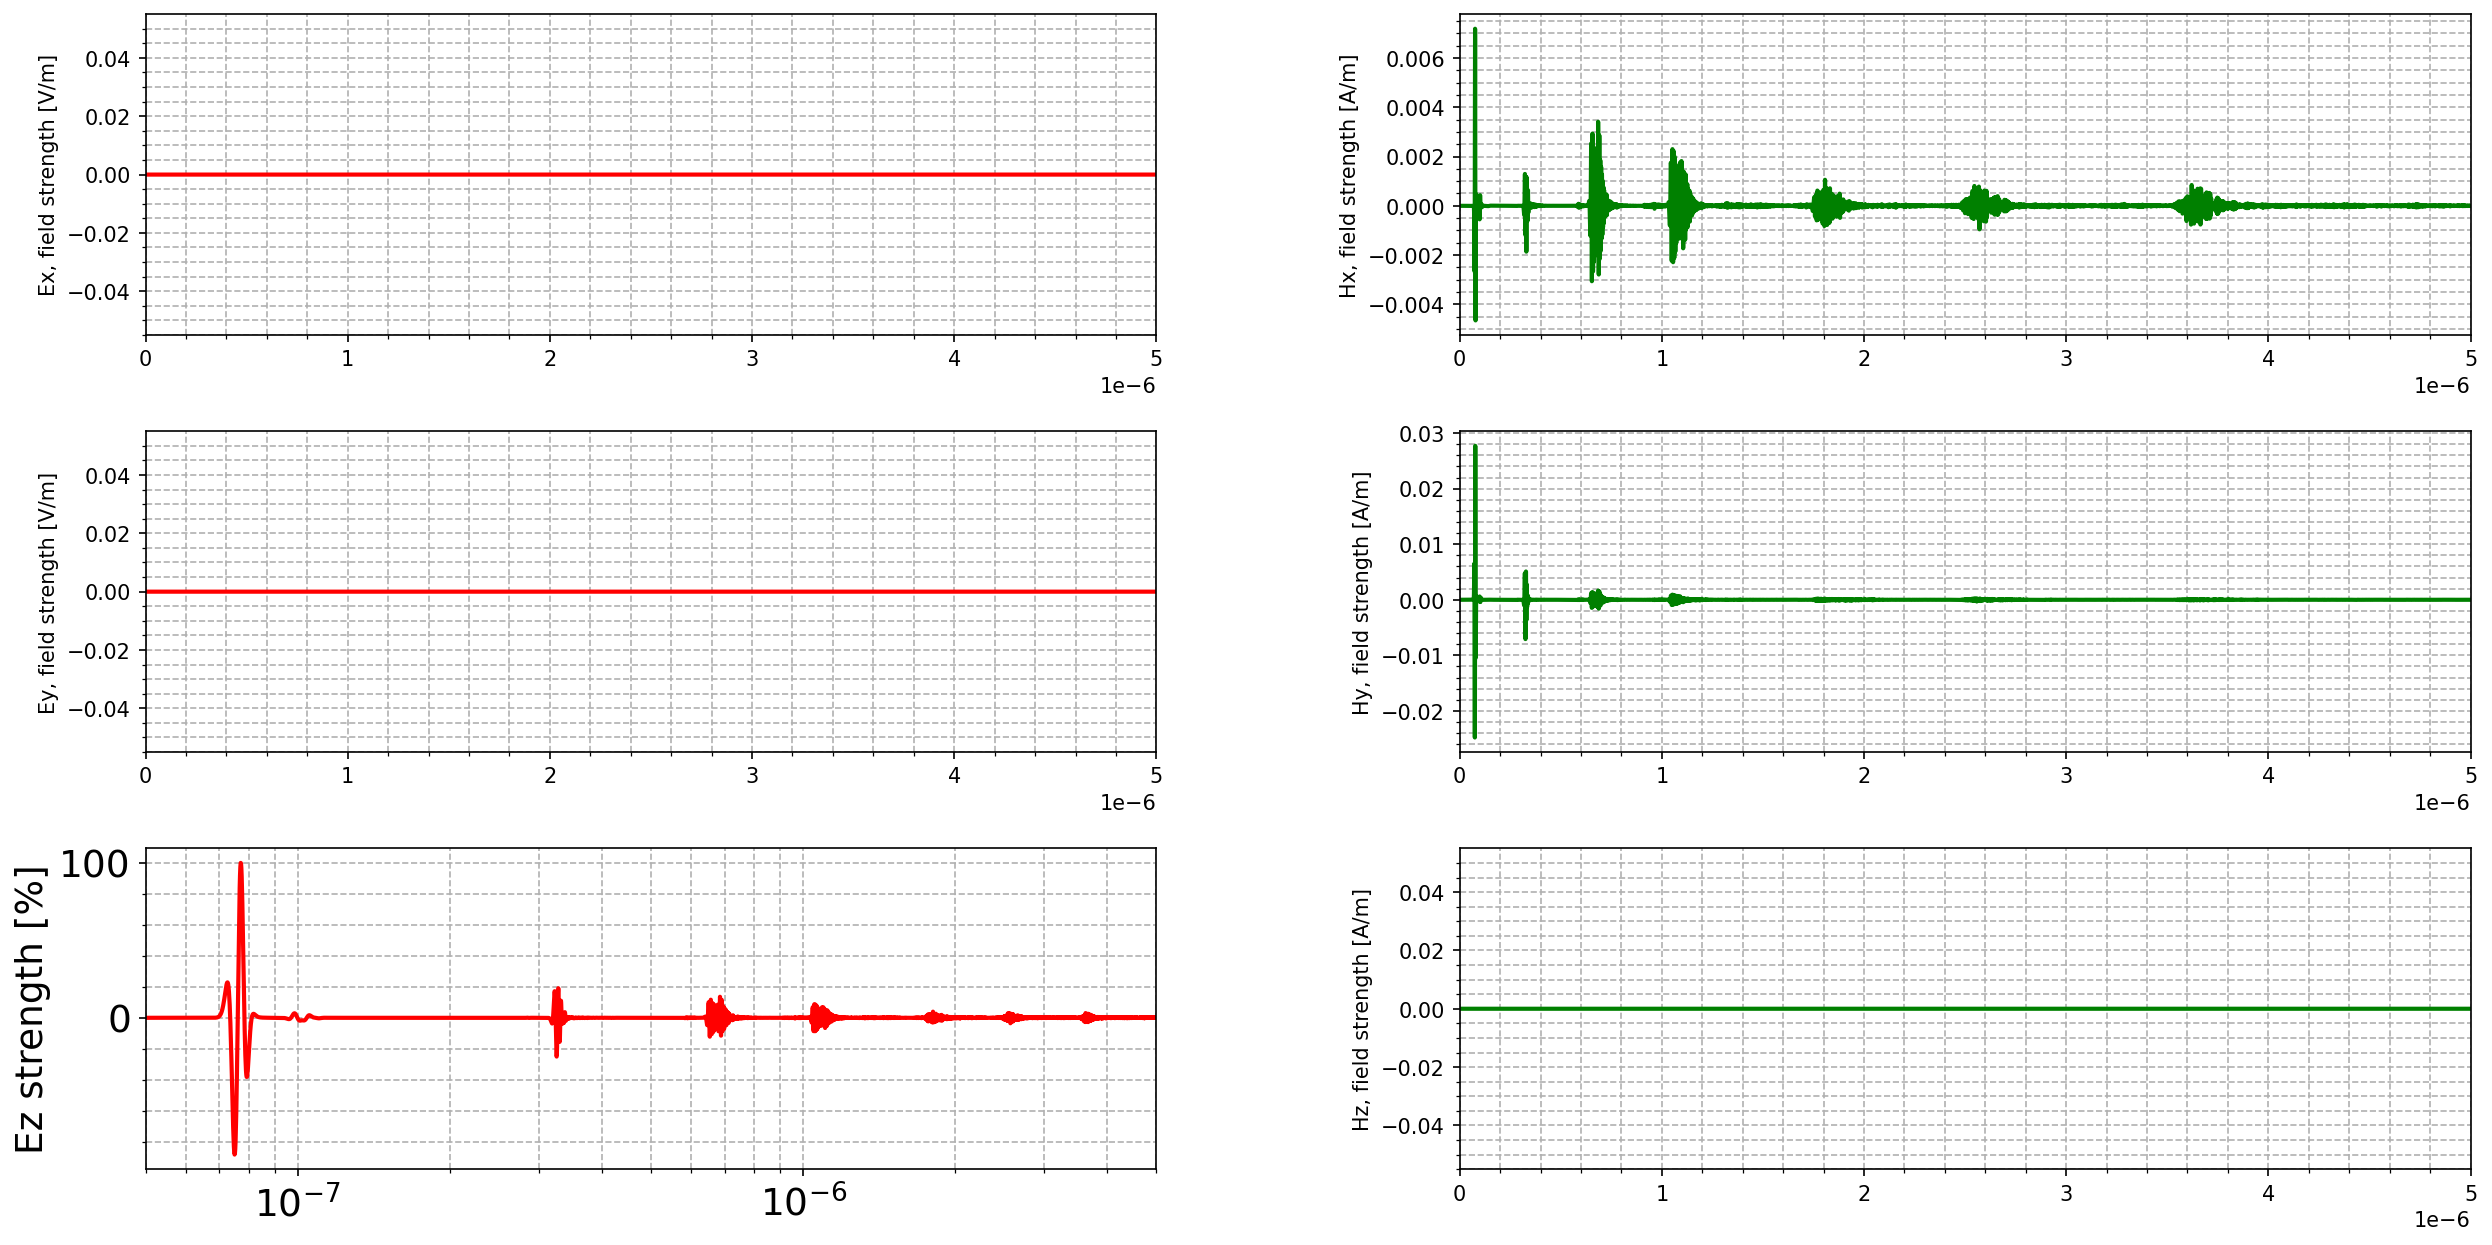 Ex, field strength [V/m]
0.04
0.02
0.00
−0.02
−0.04
0 1 2 3 4 5
1e−6
Hx, field strength [A/m]
0.006
0.004
0.002
0.000
−0.002
−0.004
0 1 2 3 4 5
1e−6
Ey, field strength [V/m]
0.04
0.02
0.00
−0.02
−0.04
0 1 2 3 4 5
1e−6
Hy, field strength [A/m]
0.03
0.02
0.01
0.00
−0.01
−0.02
0 1 2 3 4 5
1e−6
Ez strength [%]
100
0
10⁻⁷ 10⁻⁶
Hz, field strength [A/m]
0.04
0.02
0.00
−0.02
−0.04
0 1 2 3 4 5
1e−6